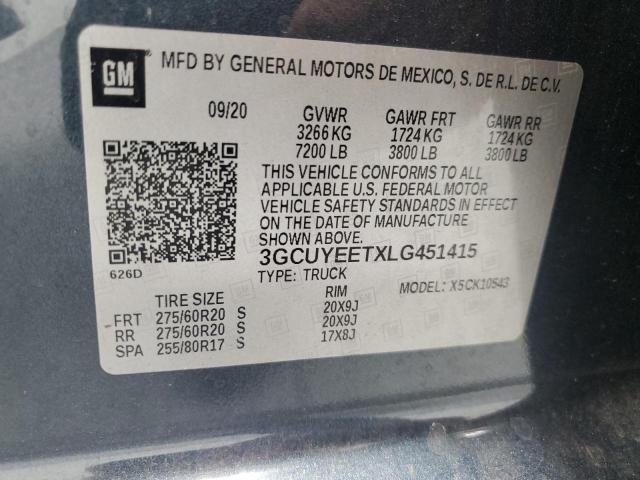 GM
MFD BY GENERAL MOTORS DE MEXICO, S. DE R.L. DE C.V.
09/20 GVWR GAWR FRT GAWR RR
3266 KG 1724 KG 1724 KG
7200 LB 3800 LB 3800 LB
THIS VEHICLE CONFORMS TO ALL
APPLICABLE U.S. FEDERAL MOTOR
VEHICLE SAFETY STANDARDS IN EFFECT
ON THE DATE OF MANUFACTURE
3GCUYEETXLG451415
626D
TYPE: TRUCK MODEL: X5CK10543
TIRE SIZE RIM
FRT 275/60R20 S 20X9J
RR 275/60R20 S 20X9J
SPA 255/80R17 S 17X8J